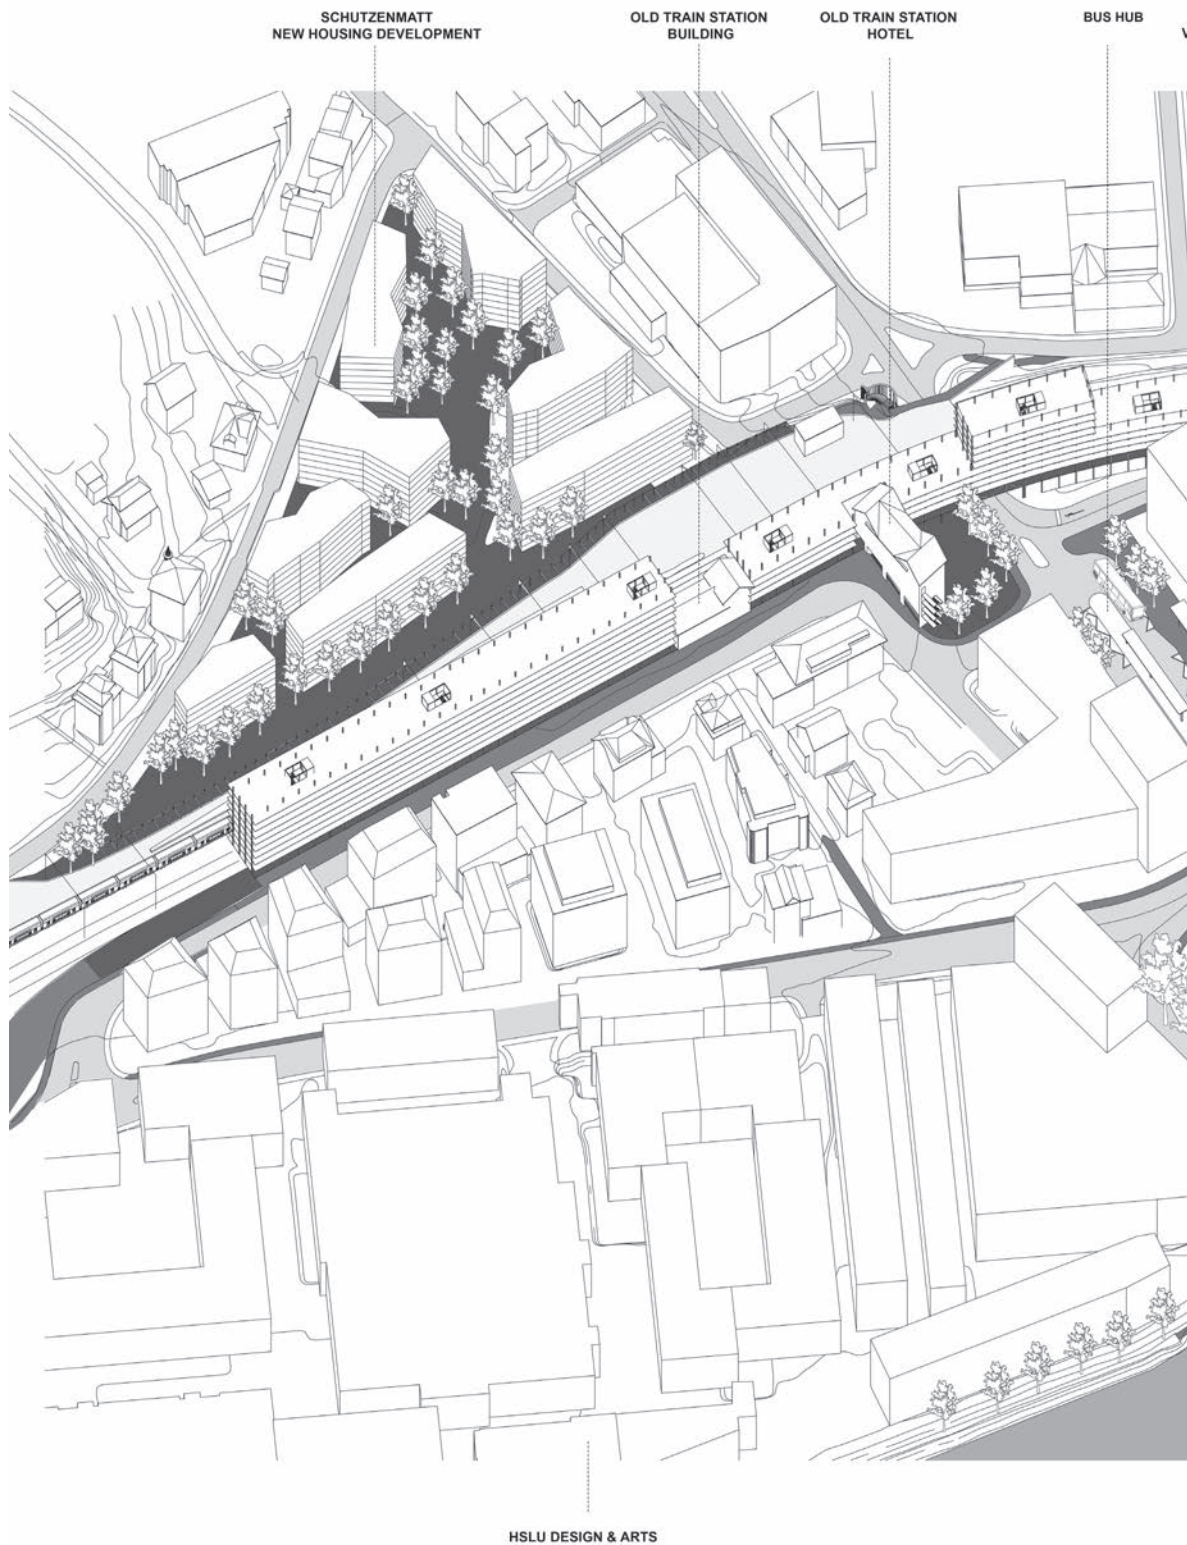 SCHUTZENMATT
NEW HOUSING DEVELOPMENT
OLD TRAIN STATION
BUILDING
OLD TRAIN STATION
HOTEL
BUS HUB
V
HSLU DESIGN & ARTS